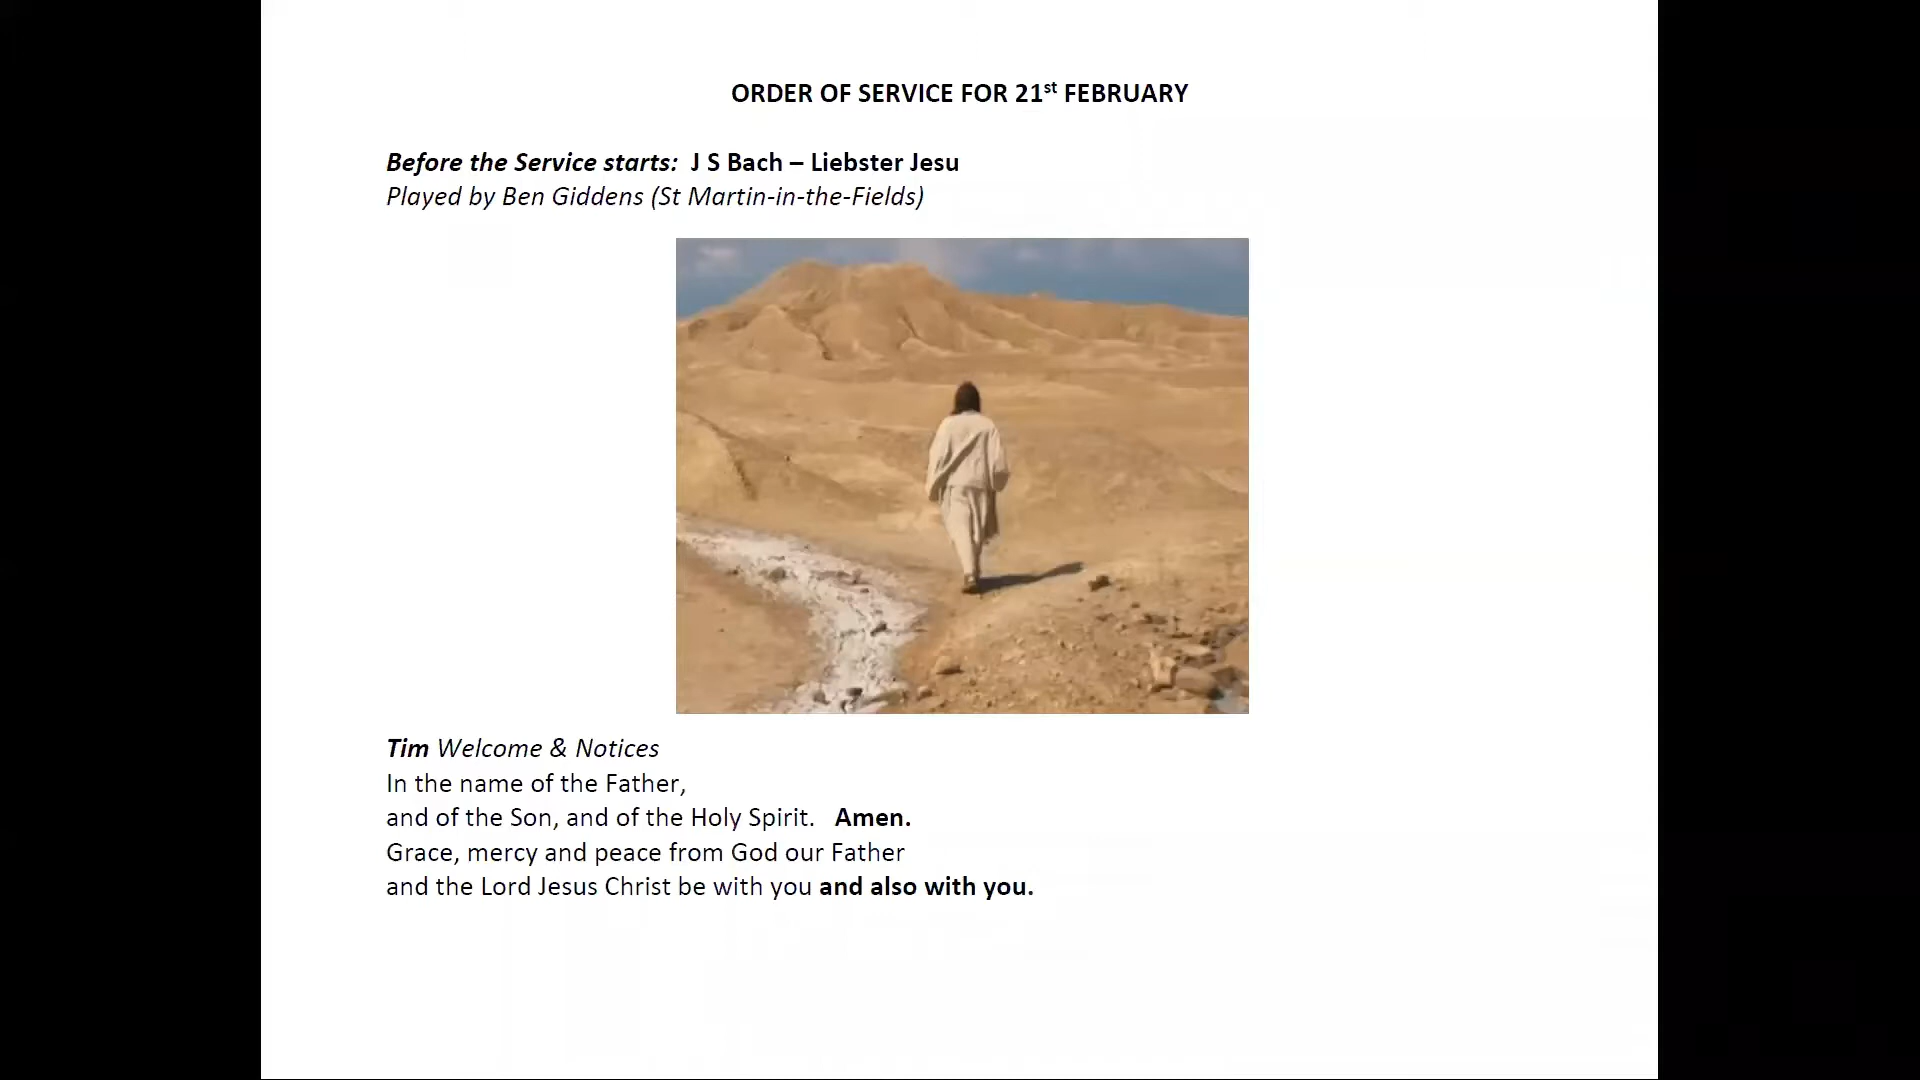 ORDER OF SERVICE FOR 21st FEBRUARY
Before the Service starts: J S Bach – Liebster Jesu
Played by Ben Giddens (St Martin-in-the-Fields)
Tim Welcome & Notices
In the name of the Father,
and of the Son, and of the Holy Spirit. Amen.
Grace, mercy and peace from God our Father
and the Lord Jesus Christ be with you and also with you.